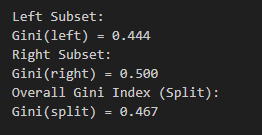 Left Subset:
Gini(left) = 0.444
Right Subset:
Gini(right) = 0.500
Overall Gini Index (Split):
Gini(split) = 0.467